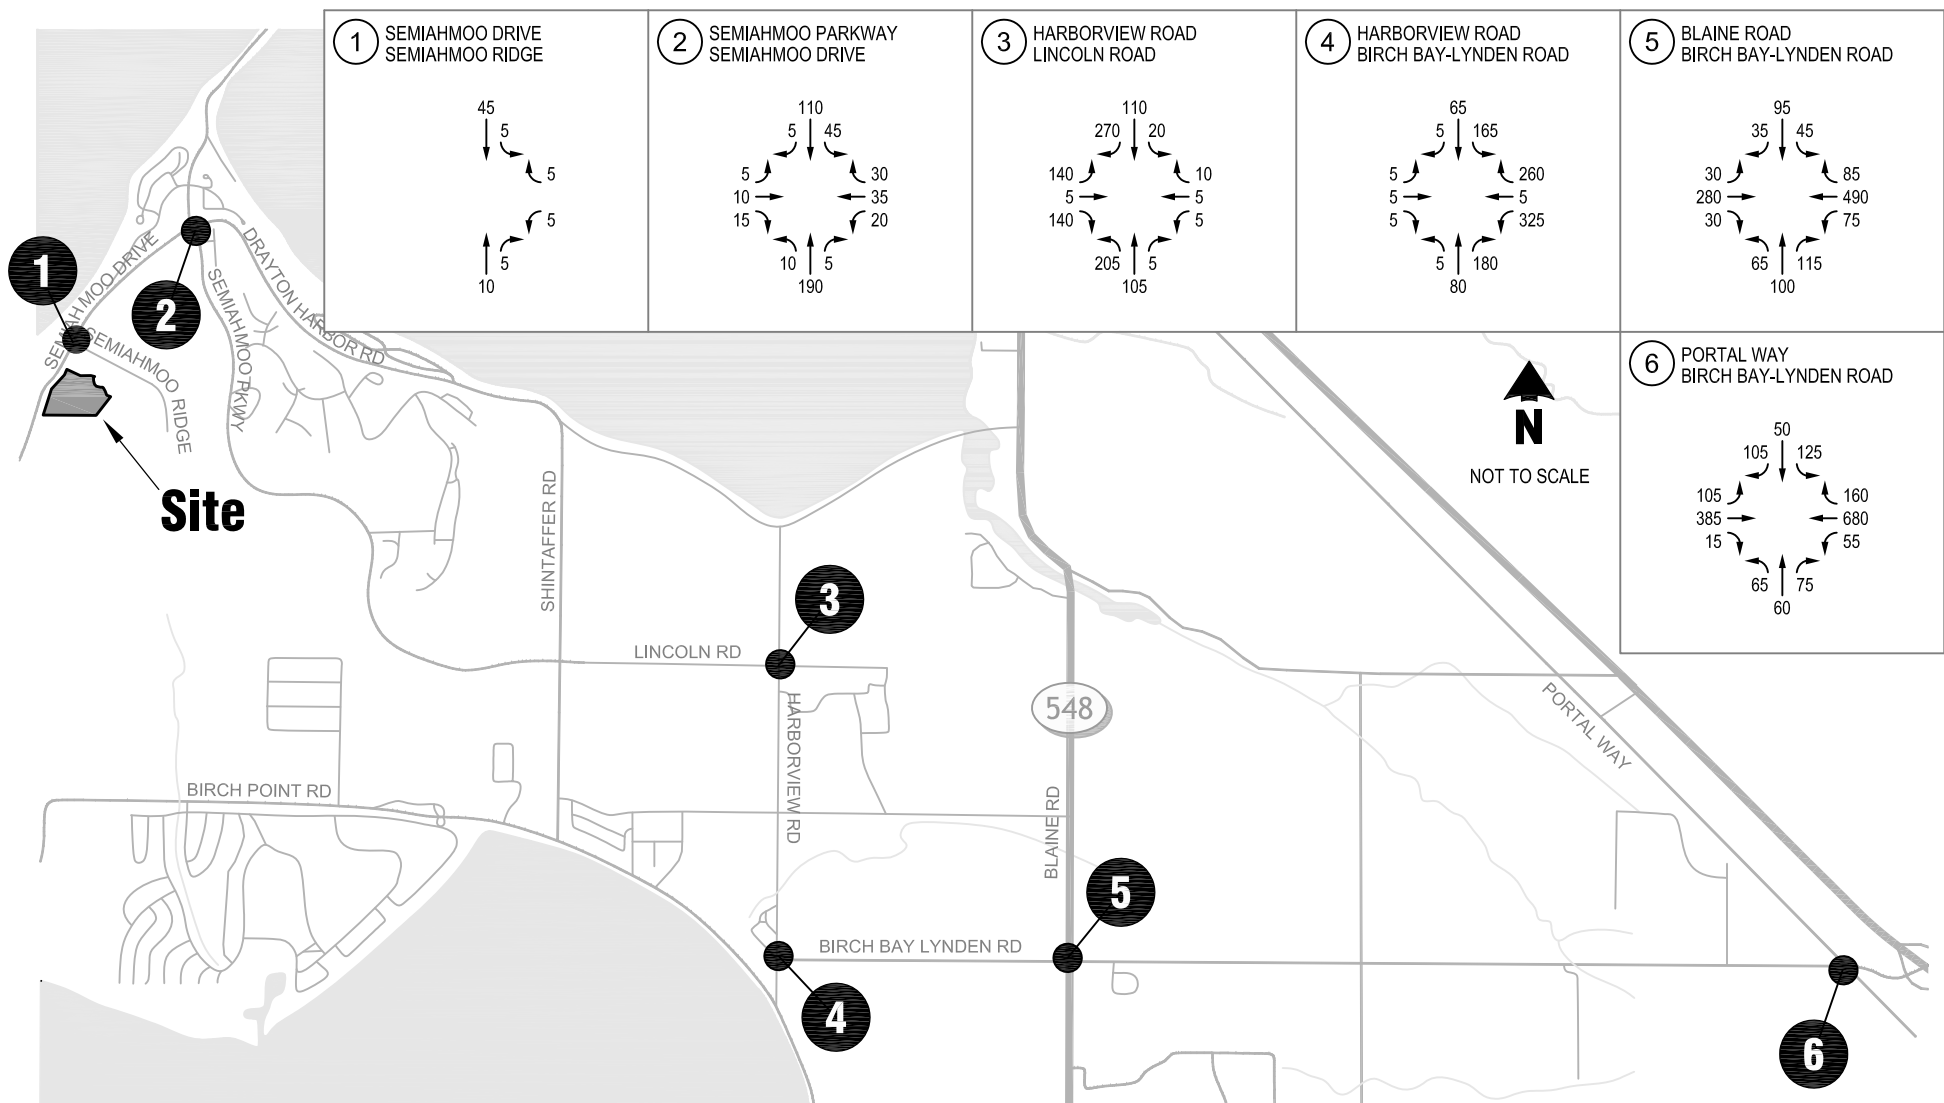 1 SEMIAHMOO DRIVE
SEMIAHMOO RIDGE
45
5
5
5
5
10
2 SEMIAHMOO PARKWAY
SEMIAHMOO DRIVE
110
5 45
5 30
10 35
15 20
10 5
190
3 HARBORVIEW ROAD
LINCOLN ROAD
110
270 20
140 10
5 5
140 5
205 5
105
4 HARBORVIEW ROAD
BIRCH BAY-LYNDEN ROAD
65
5 165
5 260
5 5
5 325
5 180
80
5 BLAINE ROAD
BIRCH BAY-LYNDEN ROAD
95
35 45
30 85
280 490
30 75
65 115
100
6 PORTAL WAY
BIRCH BAY-LYNDEN ROAD
50
105 125
105 160
385 680
15 55
65 75
60
N
NOT TO SCALE
1
2
SEMIAHMOO DRIVE
SEMIAHMOO RIDGE
SEMIAHMOO PKWY
DRAYTON HARBOR RD
Site
SHINTAFFER RD
3
LINCOLN RD
HARBORVIEW RD
548
PORTAL WAY
BIRCH POINT RD
BLAINE RD
5
BIRCH BAY LYNDEN RD
4
6